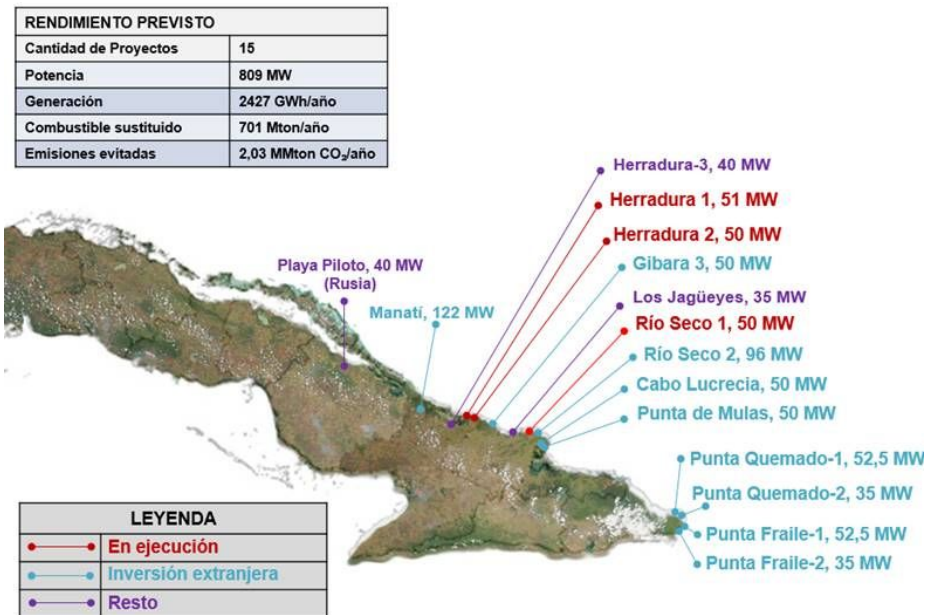 RENDIMIENTO PREVISTO
Cantidad de Proyectos 15
Potencia 809 MW
Generación 2427 GWh/año
Combustible sustituido 701 Mton/año
Emisiones evitadas 2,03 MMton CO₂/año
Herradura-3, 40 MW
Herradura 1, 51 MW
Herradura 2, 50 MW
Gibara 3, 50 MW
Playa Piloto, 40 MW
(Rusia)
Manatí, 122 MW
Los Jagüeyes, 35 MW
Río Seco 1, 50 MW
Río Seco 2, 96 MW
Cabo Lucrecia, 50 MW
Punta de Mulas, 50 MW
Punta Quemado-1, 52,5 MW
Punta Quemado-2, 35 MW
Punta Fraile-1, 52,5 MW
Punta Fraile-2, 35 MW
LEYENDA
En ejecución
Inversión extranjera
Resto